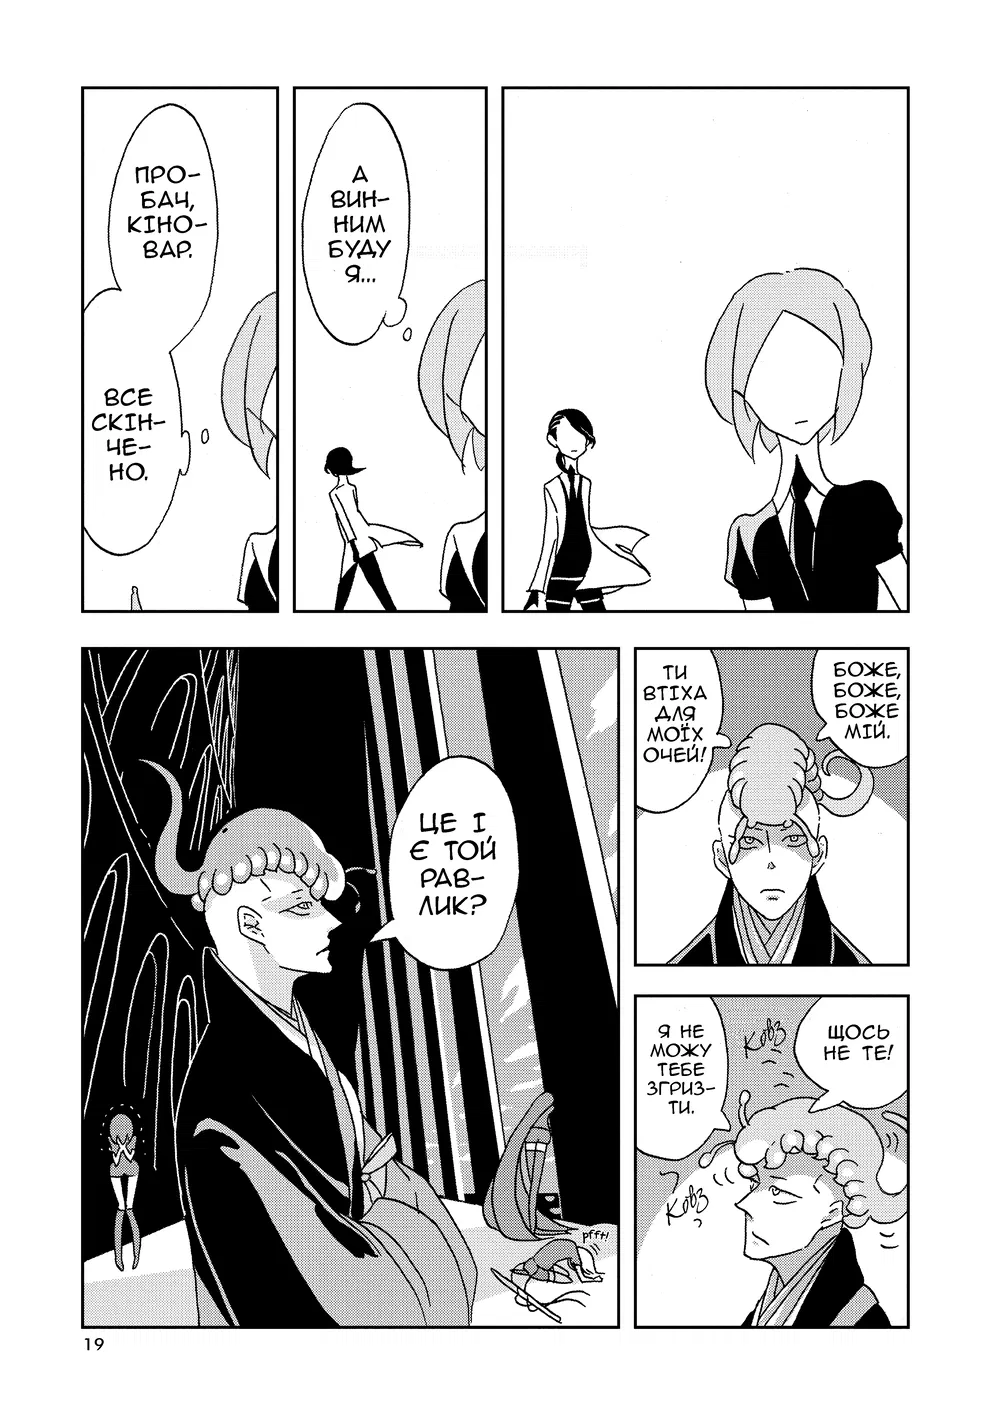 А
ВИН–
НИМ
БУДУ
Я...
ПРО–
БАЧ,
КІНО–
ВАР.
ВСЕ
СКІН–
ЧЕ–
НО.
БОЖЕ,
БОЖЕ,
БОЖЕ
МІЙ.
ТИ
ВТІХА
ДЛЯ
МОЇХ
ОЧЕЙ!
ЩОСЬ
НЕ ТЕ!
Ковз
Я НЕ
МОЖУ
ТЕБЕ
ЗГРИЗ–
ТИ.
Ковз
ЦЕ І
Є ТОЙ
РАВ–
ЛИК?
pfft!
19